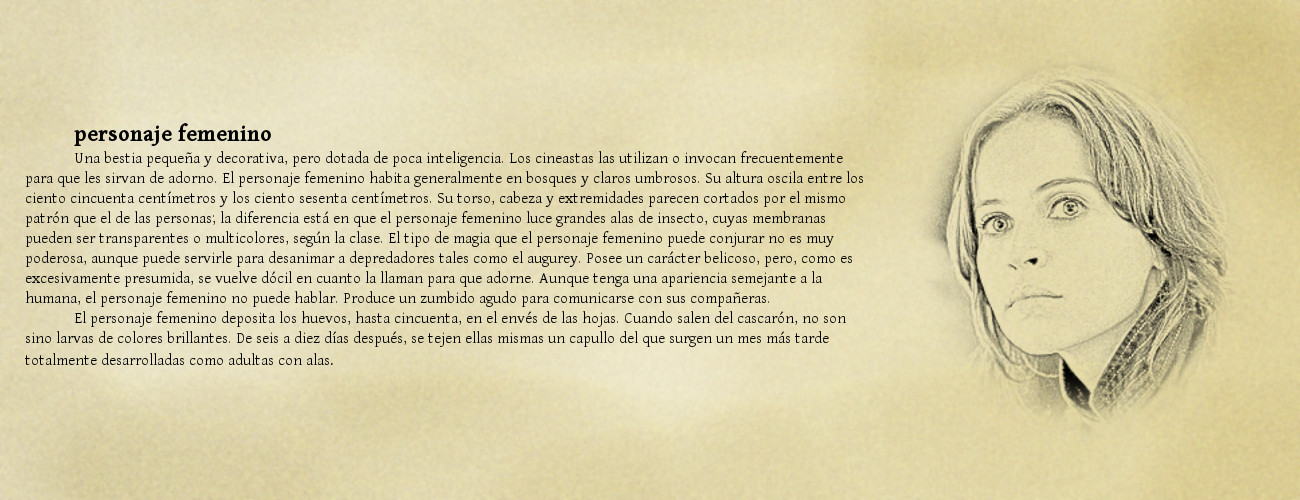 personaje femenino
Una bestia pequeña y decorativa, pero dotada de poca inteligencia. Los cineastas las utilizan o invocan frecuentemente
para que les sirvan de adorno. El personaje femenino habita generalmente en bosques y claros umbrosos. Su altura oscila entre los
ciento cincuenta centímetros y los ciento sesenta centímetros. Su torso, cabeza y extremidades parecen cortados por el mismo
patrón que el de las personas; la diferencia está en que el personaje femenino luce grandes alas de insecto, cuyas membranas
pueden ser transparentes o multicolores, según la clase. El tipo de magia que el personaje femenino puede conjurar no es muy
poderosa, aunque puede servirle para desanimar a depredadores tales como el augurey. Posee un carácter belicoso, pero, como es
excesivamente presumida, se vuelve dócil en cuanto la llaman para que adorne. Aunque tenga una apariencia semejante a la
humana, el personaje femenino no puede hablar. Produce un zumbido agudo para comunicarse con sus compañeras.
El personaje femenino deposita los huevos, hasta cincuenta, en el envés de las hojas. Cuando salen del cascarón, no son
sino larvas de colores brillantes. De seis a diez días después, se tejen ellas mismas un capullo del que surgen un mes más tarde
totalmente desarrolladas como adultas con alas.